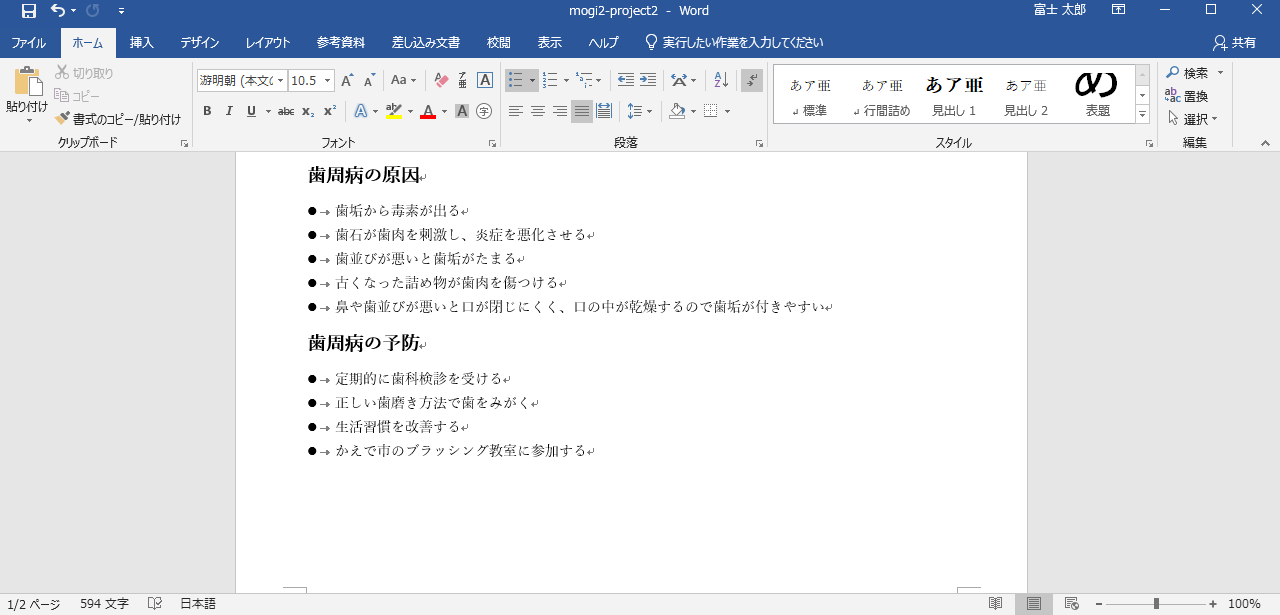 mogi2-project2 - Word
富士 太郎
ファイル ホーム 挿入 デザイン レイアウト 参考資料 差し込み文書 校閲 表示 ヘルプ 実行したい作業を入力してください 共有
貼り付け
切り取り
コピー
書式のコピー/貼り付け
クリップボード
游明朝 (本文の 10.5 A A Aa 亜 A
B I U abc x₂ x² A ab A A 字
フォント
段落
あア亜 あア亜 あア亜 あア亜 あ
標準 行間詰め 見出し 1 見出し 2 表題
スタイル
検索
置換
選択
編集
歯周病の原因
● 歯垢から毒素が出る
● 歯石が歯肉を刺激し、炎症を悪化させる
● 歯並びが悪いと歯垢がたまる
● 古くなった詰め物が歯肉を傷つける
● 鼻や歯並びが悪いと口が閉じにくく、口の中が乾燥するので歯垢が付きやすい
歯周病の予防
● 定期的に歯科検診を受ける
● 正しい歯磨き方法で歯をみがく
● 生活習慣を改善する
● かえで市のブラッシング教室に参加する
1/2 ページ 594 文字 日本語 100%